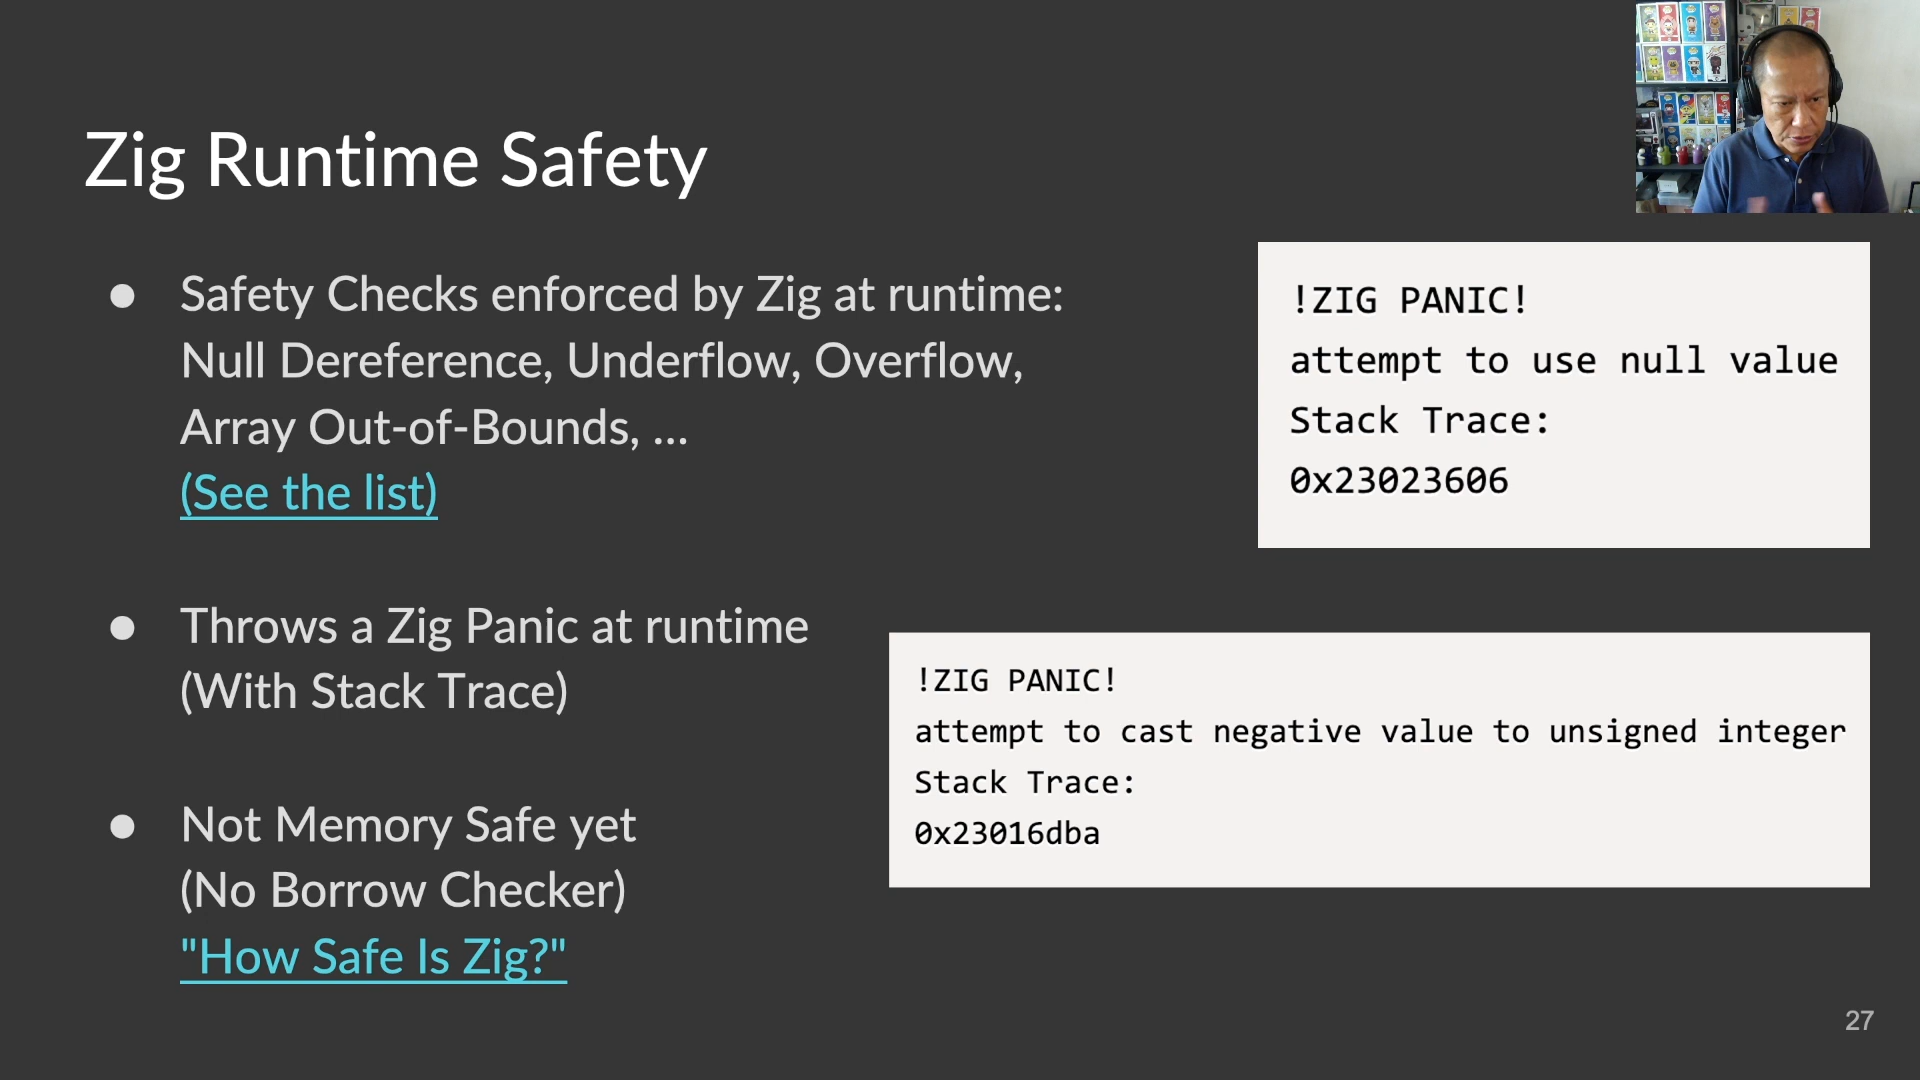 Zig Runtime Safety
● Safety Checks enforced by Zig at runtime:
Null Dereference, Underflow, Overflow,
Array Out-of-Bounds, ...
(See the list)
● Throws a Zig Panic at runtime
(With Stack Trace)
● Not Memory Safe yet
(No Borrow Checker)
"How Safe Is Zig?"
!ZIG PANIC!
attempt to use null value
Stack Trace:
0x23023606
!ZIG PANIC!
attempt to cast negative value to unsigned integer
Stack Trace:
0x23016dba
27